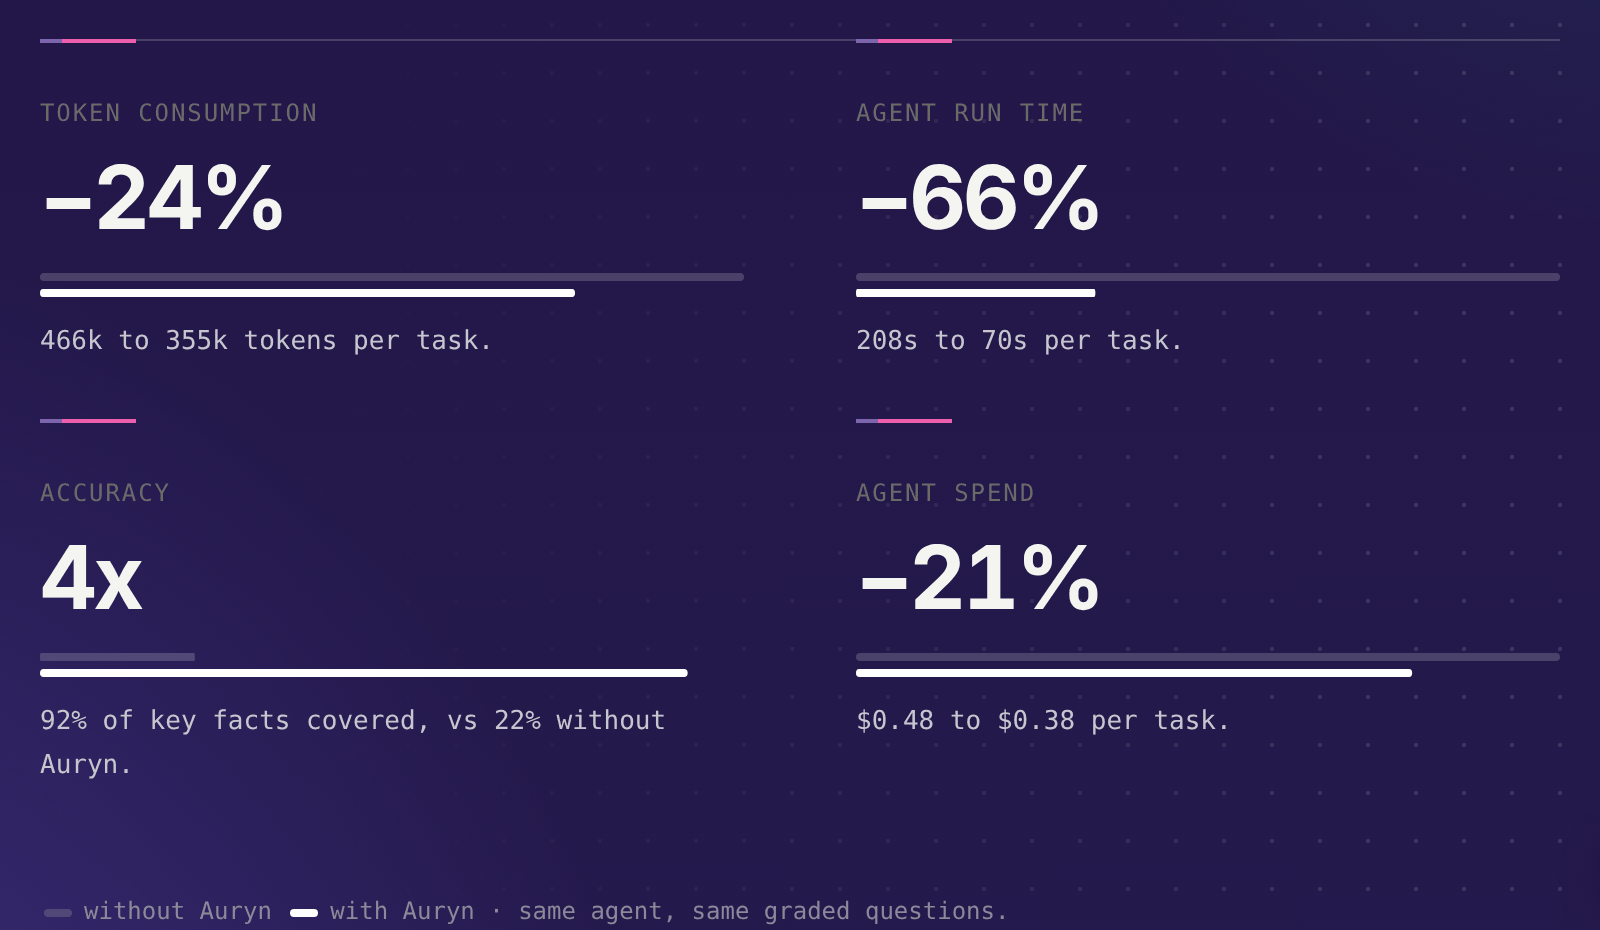 TOKEN CONSUMPTION
–24%
466k to 355k tokens per task.
AGENT RUN TIME
–66%
208s to 70s per task.
ACCURACY
4x
92% of key facts covered, vs 22% without
Auryn.
AGENT SPEND
–21%
$0.48 to $0.38 per task.
without Auryn with Auryn · same agent, same graded questions.